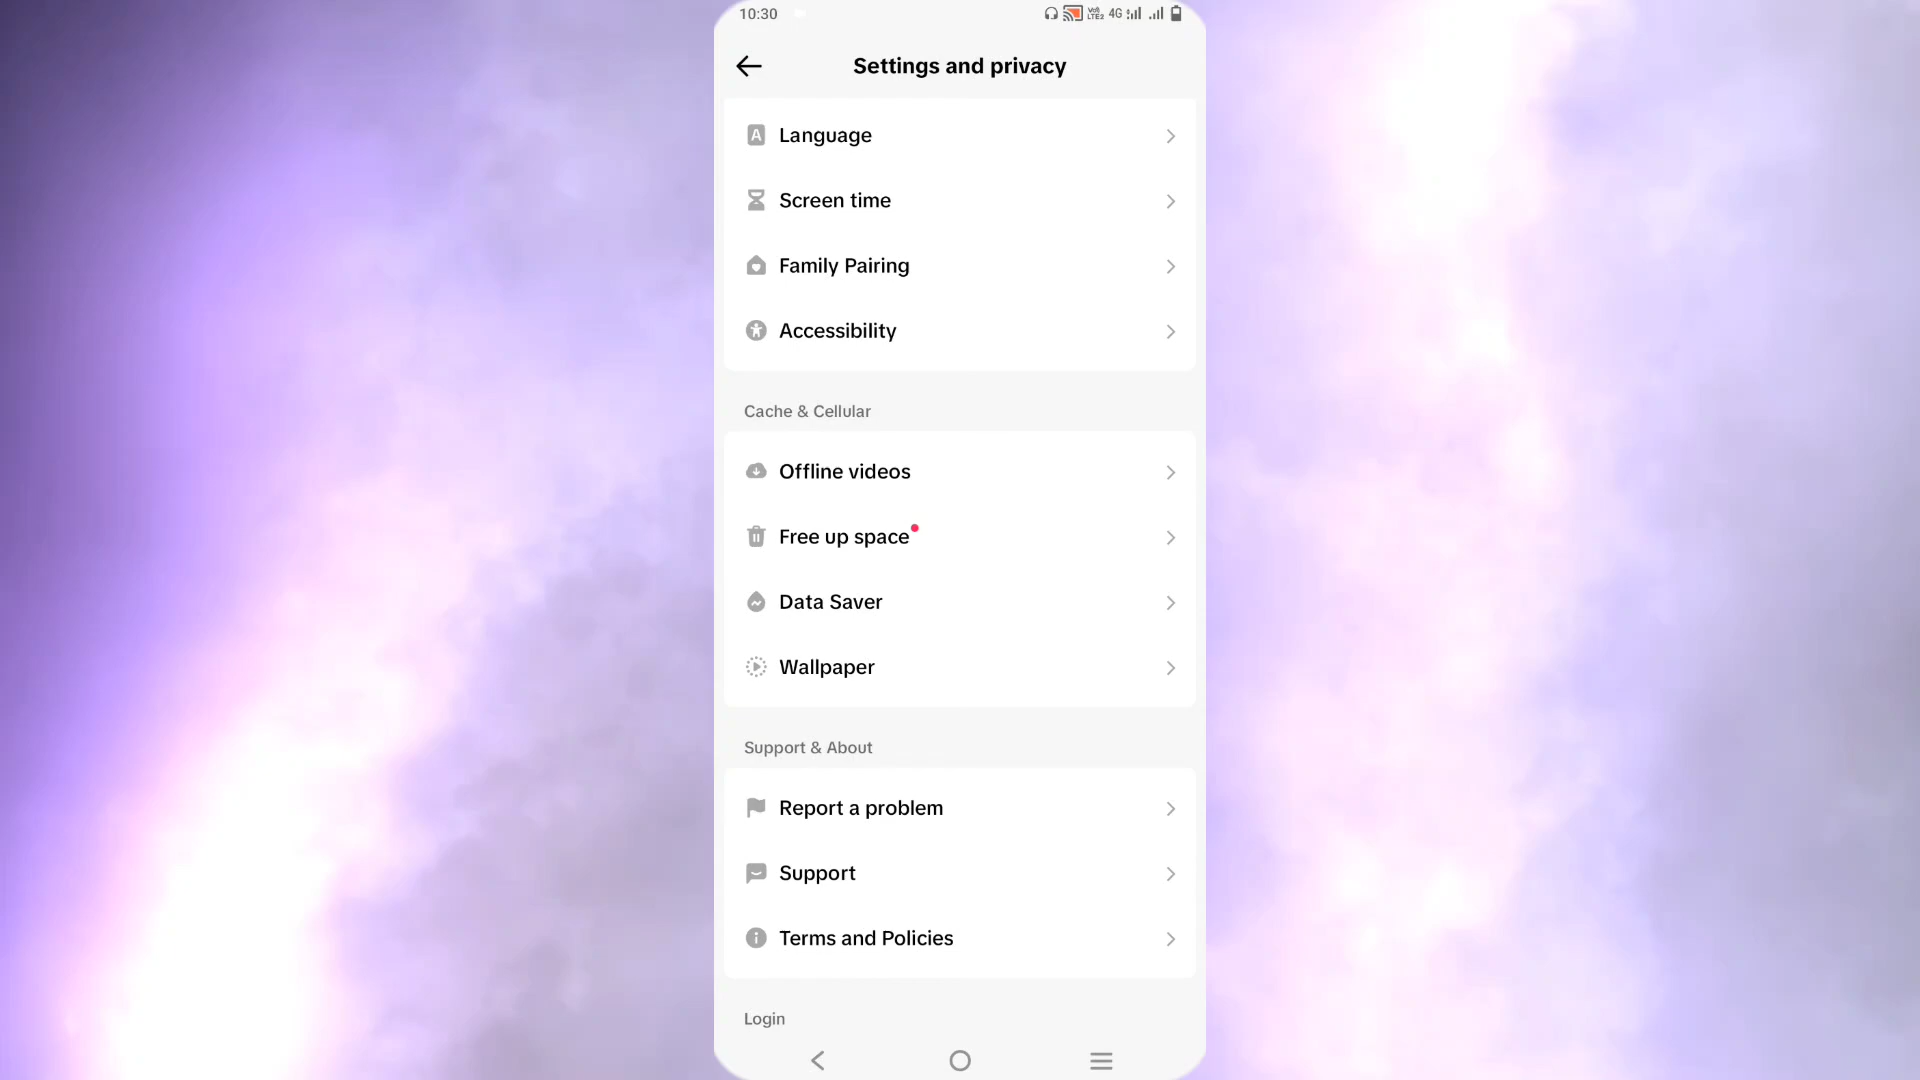 10:30
4G
Settings and privacy
Language
Screen time
Family Pairing
Accessibility
Cache & Cellular
Offline videos
Free up space
Data Saver
Wallpaper
Support & About
Report a problem
Support
Terms and Policies
Login